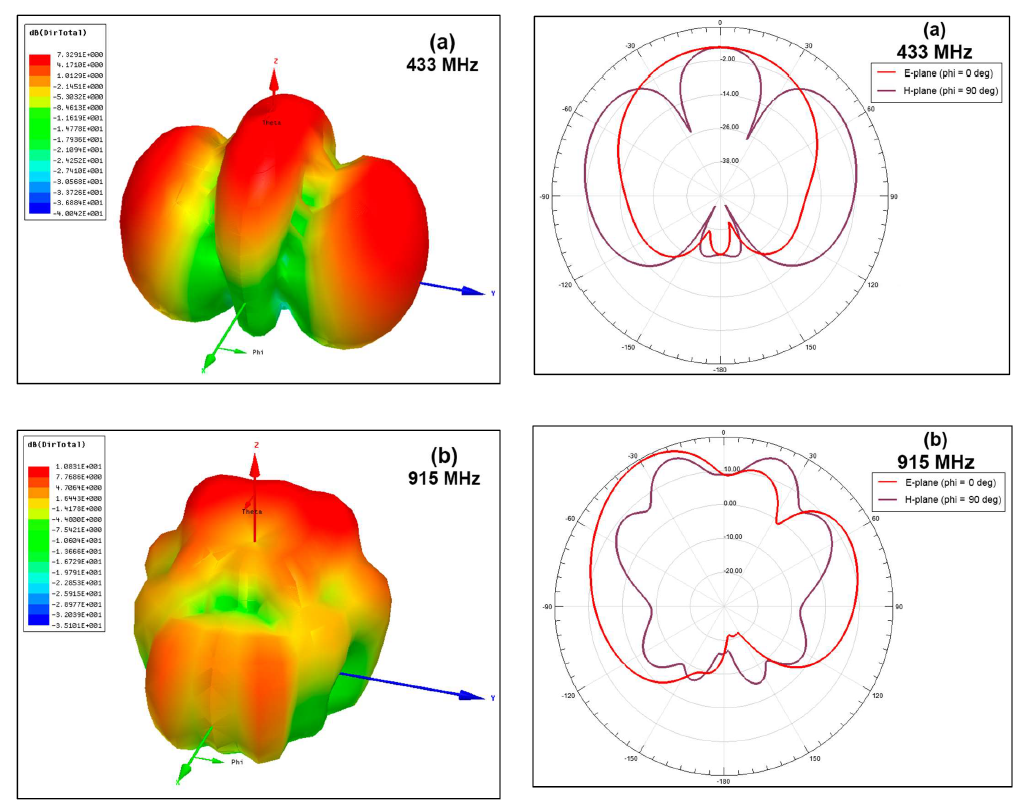 dB(DirTotal)
7.3291E+000
4.1710E+000
1.0129E+000
-2.1451E+000
-5.3032E+000
-8.4613E+000
-1.1619E+001
-1.4778E+001
-1.7936E+001
-2.1094E+001
-2.4252E+001
-2.7410E+001
-3.0568E+001
-3.3726E+001
-3.6884E+001
-4.0042E+001
(a)
433 MHz
Z
Theta
Y
Phi
X
(a)
433 MHz
E-plane (phi = 0 deg)
H-plane (phi = 90 deg)
0
-30
30
-60
60
-90
90
-120
120
-150
150
-180
-2.00
-14.00
-26.00
-38.00
dB(DirTotal)
1.0831E+001
7.7686E+000
4.7064E+000
1.6443E+000
-1.4178E+000
-4.4800E+000
-7.5421E+000
-1.0604E+001
-1.3666E+001
-1.6729E+001
-1.9791E+001
-2.2853E+001
-2.5915E+001
-2.8977E+001
-3.2039E+001
-3.5101E+001
(b)
915 MHz
Z
Theta
Y
Phi
X
(b)
915 MHz
E-plane (phi = 0 deg)
H-plane (phi = 90 deg)
0
-30
30
-60
60
-90
90
-120
120
-150
150
-180
10.00
0.00
-10.00
-20.00